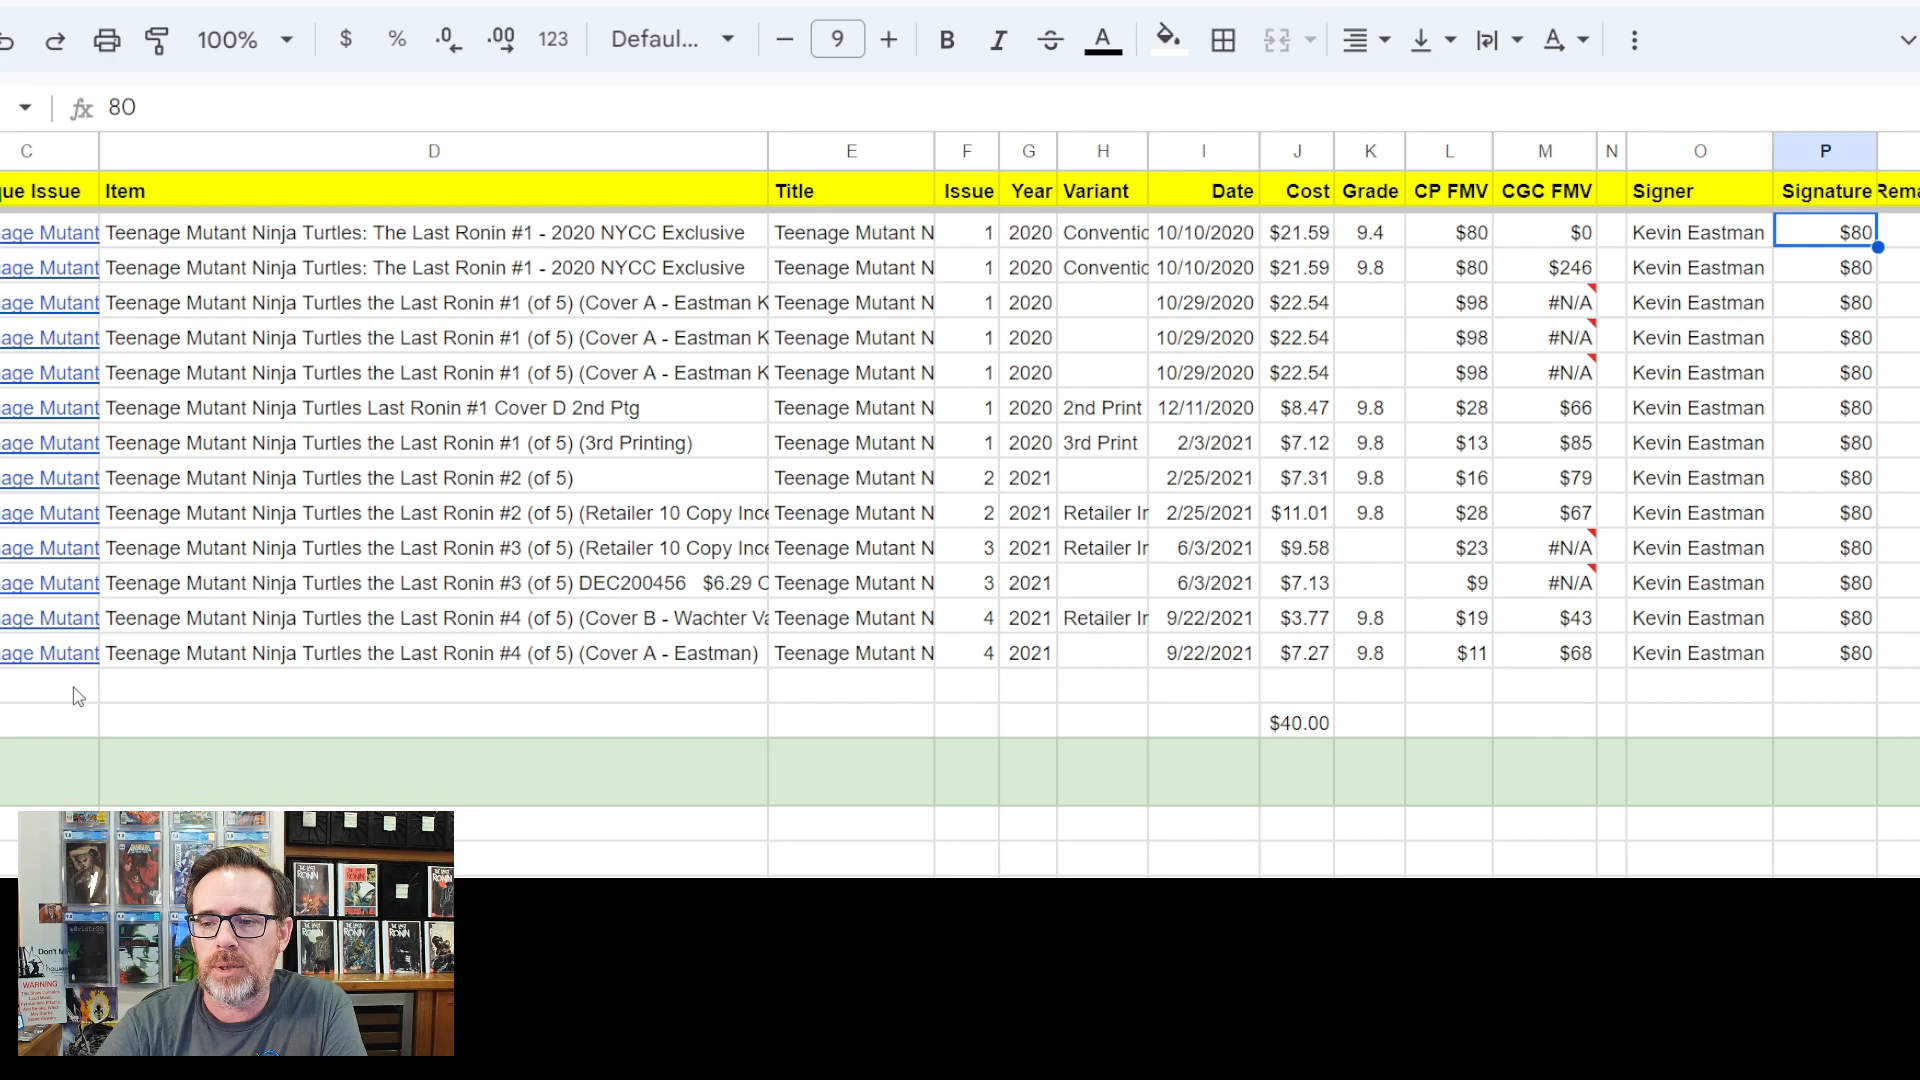 100% $ % .0 .00 123 Defaul... 9 B I S A
fx 80
C D E F G H I J K L M N O P
que Issue Item Title Issue Year Variant Date Cost Grade CP FMV CGC FMV Signer Signature Rema
age Mutant Teenage Mutant Ninja Turtles: The Last Ronin #1 - 2020 NYCC Exclusive Teenage Mutant N 1 2020 Conventio 10/10/2020 $21.59 9.4 $80 $0 Kevin Eastman $80
age Mutant Teenage Mutant Ninja Turtles: The Last Ronin #1 - 2020 NYCC Exclusive Teenage Mutant N 1 2020 Conventio 10/10/2020 $21.59 9.8 $80 $246 Kevin Eastman $80
age Mutant Teenage Mutant Ninja Turtles the Last Ronin #1 (of 5) (Cover A - Eastman K Teenage Mutant N 1 2020 10/29/2020 $22.54 $98 #N/A Kevin Eastman $80
age Mutant Teenage Mutant Ninja Turtles the Last Ronin #1 (of 5) (Cover A - Eastman K Teenage Mutant N 1 2020 10/29/2020 $22.54 $98 #N/A Kevin Eastman $80
age Mutant Teenage Mutant Ninja Turtles the Last Ronin #1 (of 5) (Cover A - Eastman K Teenage Mutant N 1 2020 10/29/2020 $22.54 $98 #N/A Kevin Eastman $80
age Mutant Teenage Mutant Ninja Turtles Last Ronin #1 Cover D 2nd Ptg Teenage Mutant N 1 2020 2nd Print 12/11/2020 $8.47 9.8 $28 $66 Kevin Eastman $80
age Mutant Teenage Mutant Ninja Turtles the Last Ronin #1 (of 5) (3rd Printing) Teenage Mutant N 1 2020 3rd Print 2/3/2021 $7.12 9.8 $13 $85 Kevin Eastman $80
age Mutant Teenage Mutant Ninja Turtles the Last Ronin #2 (of 5) Teenage Mutant N 2 2021 2/25/2021 $7.31 9.8 $16 $79 Kevin Eastman $80
age Mutant Teenage Mutant Ninja Turtles the Last Ronin #2 (of 5) (Retailer 10 Copy Ince Teenage Mutant N 2 2021 Retailer In 2/25/2021 $11.01 9.8 $28 $67 Kevin Eastman $80
age Mutant Teenage Mutant Ninja Turtles the Last Ronin #3 (of 5) (Retailer 10 Copy Ince Teenage Mutant N 3 2021 Retailer In 6/3/2021 $9.58 $23 #N/A Kevin Eastman $80
age Mutant Teenage Mutant Ninja Turtles the Last Ronin #3 (of 5) DEC200456 $6.29 C Teenage Mutant N 3 2021 6/3/2021 $7.13 $9 #N/A Kevin Eastman $80
age Mutant Teenage Mutant Ninja Turtles the Last Ronin #4 (of 5) (Cover B - Wachter Va Teenage Mutant N 4 2021 Retailer In 9/22/2021 $3.77 9.8 $19 $43 Kevin Eastman $80
age Mutant Teenage Mutant Ninja Turtles the Last Ronin #4 (of 5) (Cover A - Eastman) Teenage Mutant N 4 2021 9/22/2021 $7.27 9.8 $11 $68 Kevin Eastman $80
$40.00
THE LAST
RONIN
THE LAST
RONIN
Don't M
WARNING